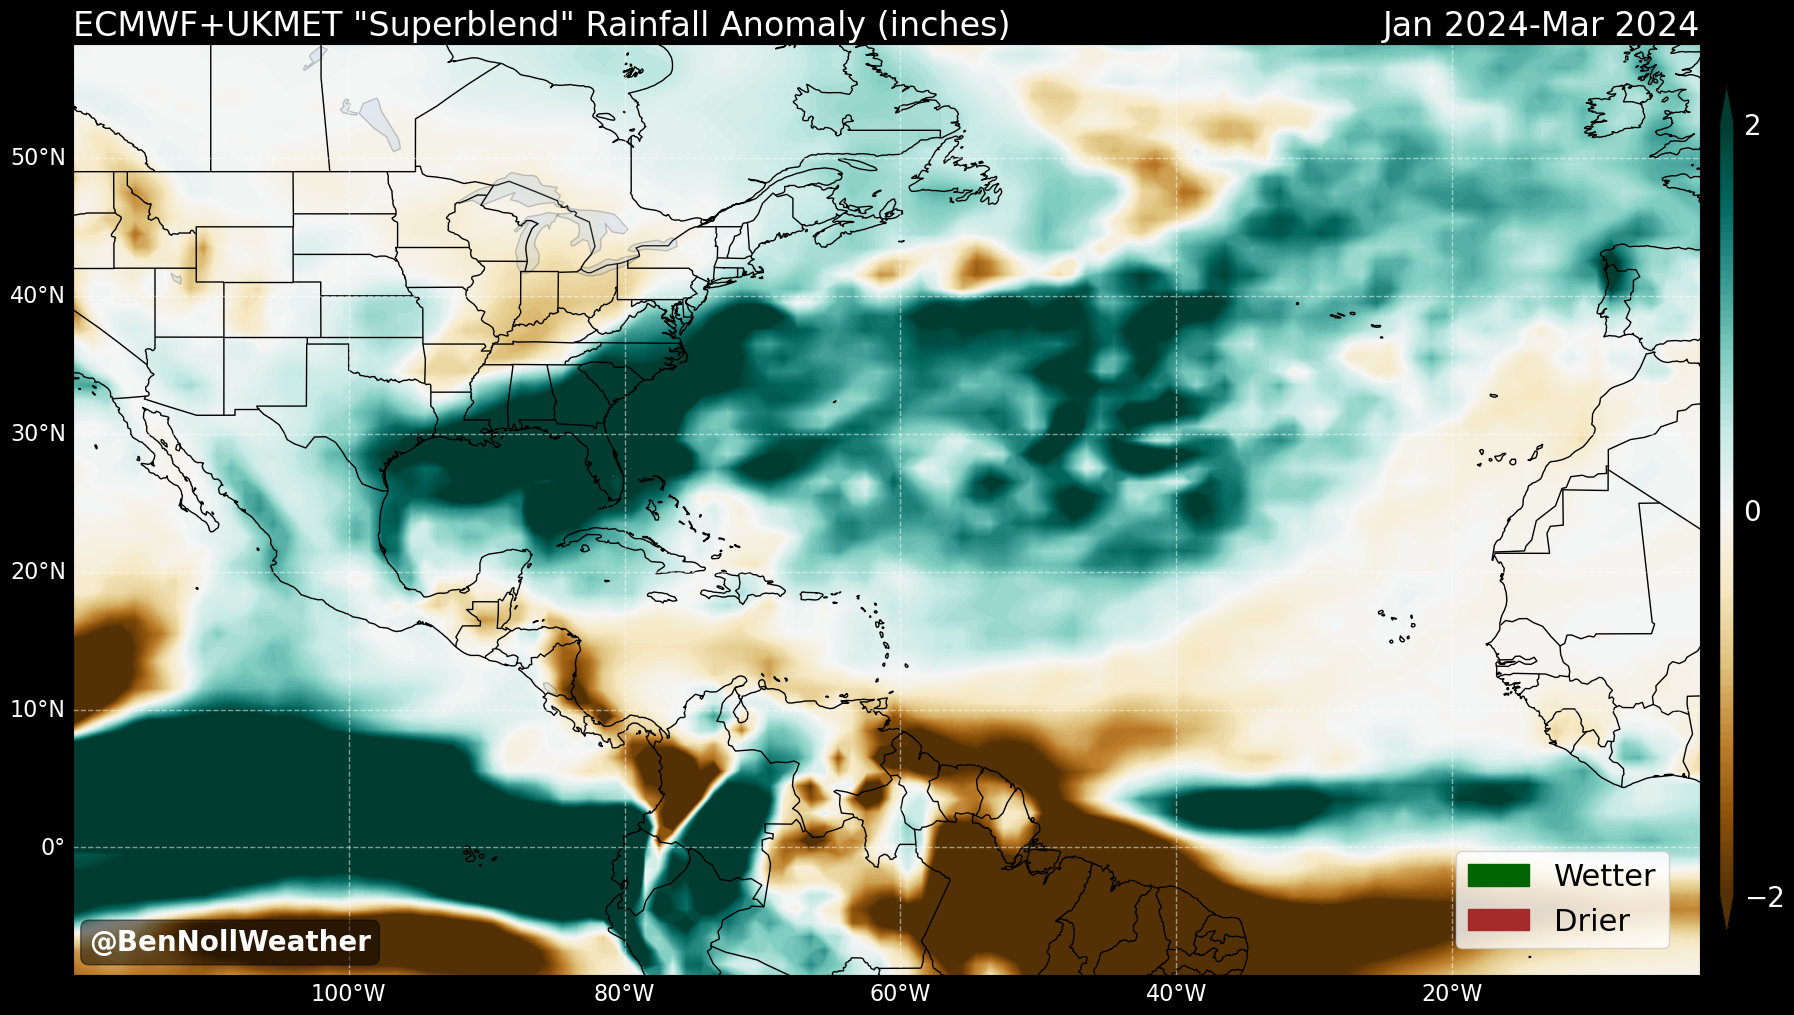 ECMWF+UKMET "Superblend" Rainfall Anomaly (inches)
Jan 2024-Mar 2024
50°N
40°N
30°N
20°N
10°N
0°
100°W
80°W
60°W
40°W
20°W
2
0
−2
Wetter
Drier
@BenNollWeather